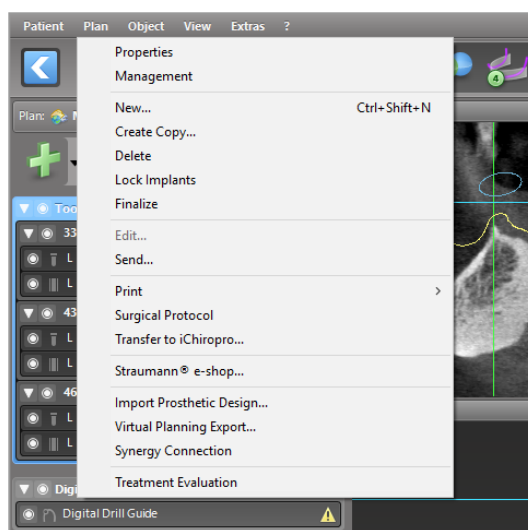 Patient Plan Object View Extras ?
Properties
Management
New... Ctrl+Shift+N
Create Copy...
Delete
Lock Implants
Finalize
Edit...
Send...
Print
Surgical Protocol
Transfer to iChiropro...
Straumann® e-shop...
Import Prosthetic Design...
Virtual Planning Export...
Synergy Connection
Treatment Evaluation
Plan:
33
L
L
43
L
L
46
L
L
Digital Drill Guide
4